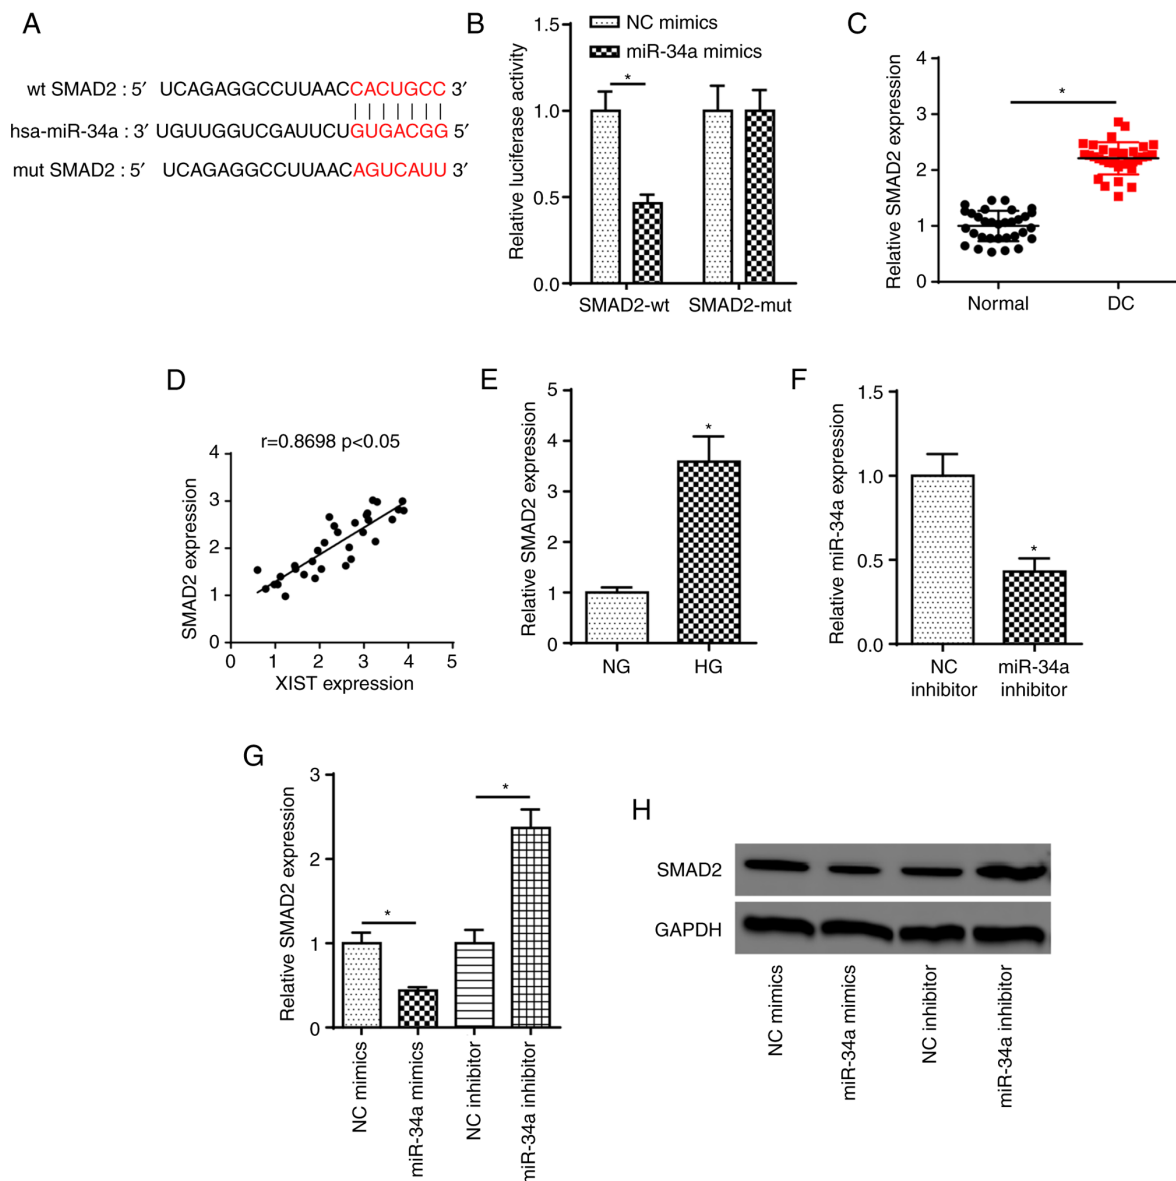 A
wt SMAD2 : 5′ UCAGAGGCCUUAACCACUGCC 3′
hsa-miR-34a : 3′ UGUUGGUCGAUUCUGUGACGG 5′
mut SMAD2 : 5′ UCAGAGGCCUUAACAGUCAUU 3′
B
NC mimics
miR-34a mimics
Relative luciferase activity
1.5
1.0
0.5
0.0
*
SMAD2-wt SMAD2-mut
C
Relative SMAD2 expression
4
3
2
1
0
*
Normal DC
D
r=0.8698 p<0.05
SMAD2 expression
4
3
2
1
0
0 1 2 3 4 5
XIST expression
E
Relative SMAD2 expression
5
4
3
2
1
0
*
NG HG
F
Relative miR-34a expression
1.5
1.0
0.5
0.0
*
NC inhibitor
miR-34a inhibitor
G
Relative SMAD2 expression
3
2
1
0
*
*
NC mimics
miR-34a mimics
NC inhibitor
miR-34a inhibitor
H
SMAD2
GAPDH
NC mimics
miR-34a mimics
NC inhibitor
miR-34a inhibitor